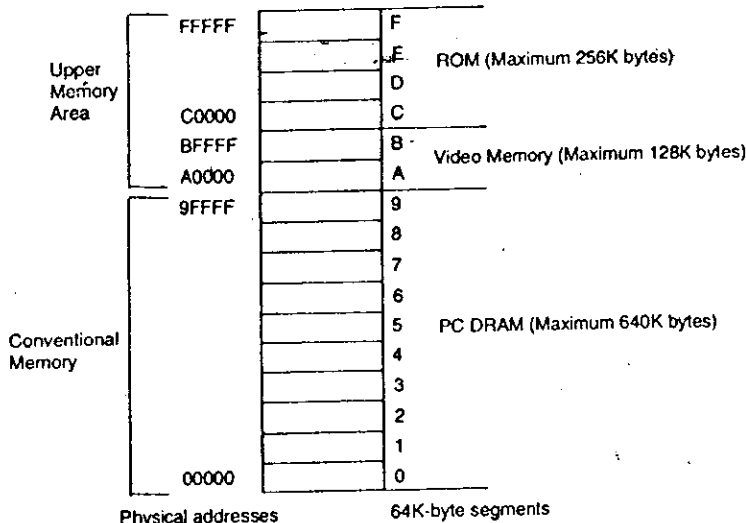 FFFFF F
E ROM (Maximum 256K bytes)
Upper
Memory
Area
D
C0000 C
BFFFF B
Video Memory (Maximum 128K bytes)
A0000 A
9FFFF 9
8
7
6
5 PC DRAM (Maximum 640K bytes)
Conventional
Memory
4
3
2
1
00000 0
Physical addresses 64K-byte segments